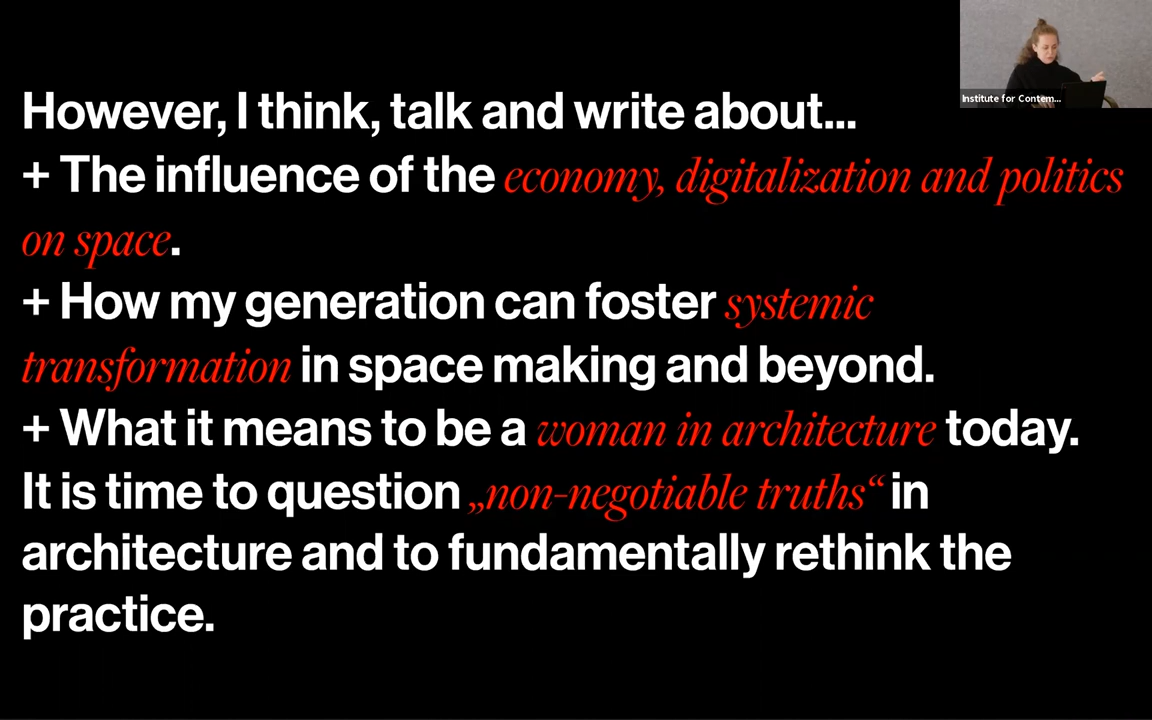 Institute for Contem...
However, I think, talk and write about...
+ The influence of the economy, digitalization and politics
on space.
+ How my generation can foster systemic
transformation in space making and beyond.
+ What it means to be a woman in architecture today.
It is time to question „non-negotiable truths“ in
architecture and to fundamentally rethink the
practice.